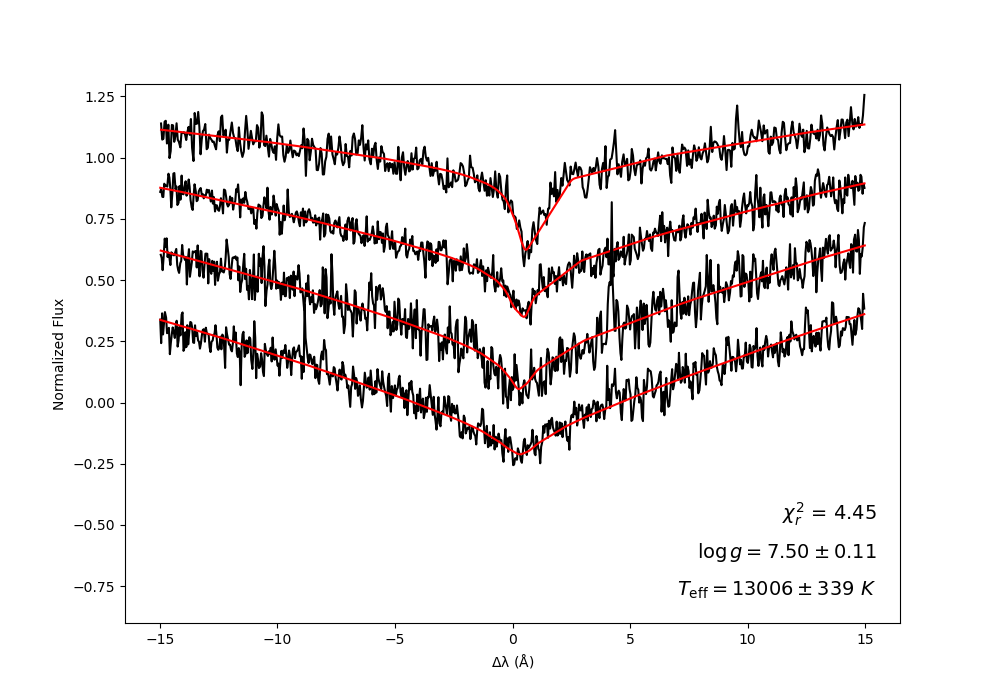 1.25
1.00
0.75
0.50
0.25
0.00
−0.25
−0.50
−0.75
Normalized Flux
χ²ᵣ = 4.45
log g = 7.50 ± 0.11
T_eff = 13006 ± 339 K
−15 −10 −5 0 5 10 15
Δλ (Å)